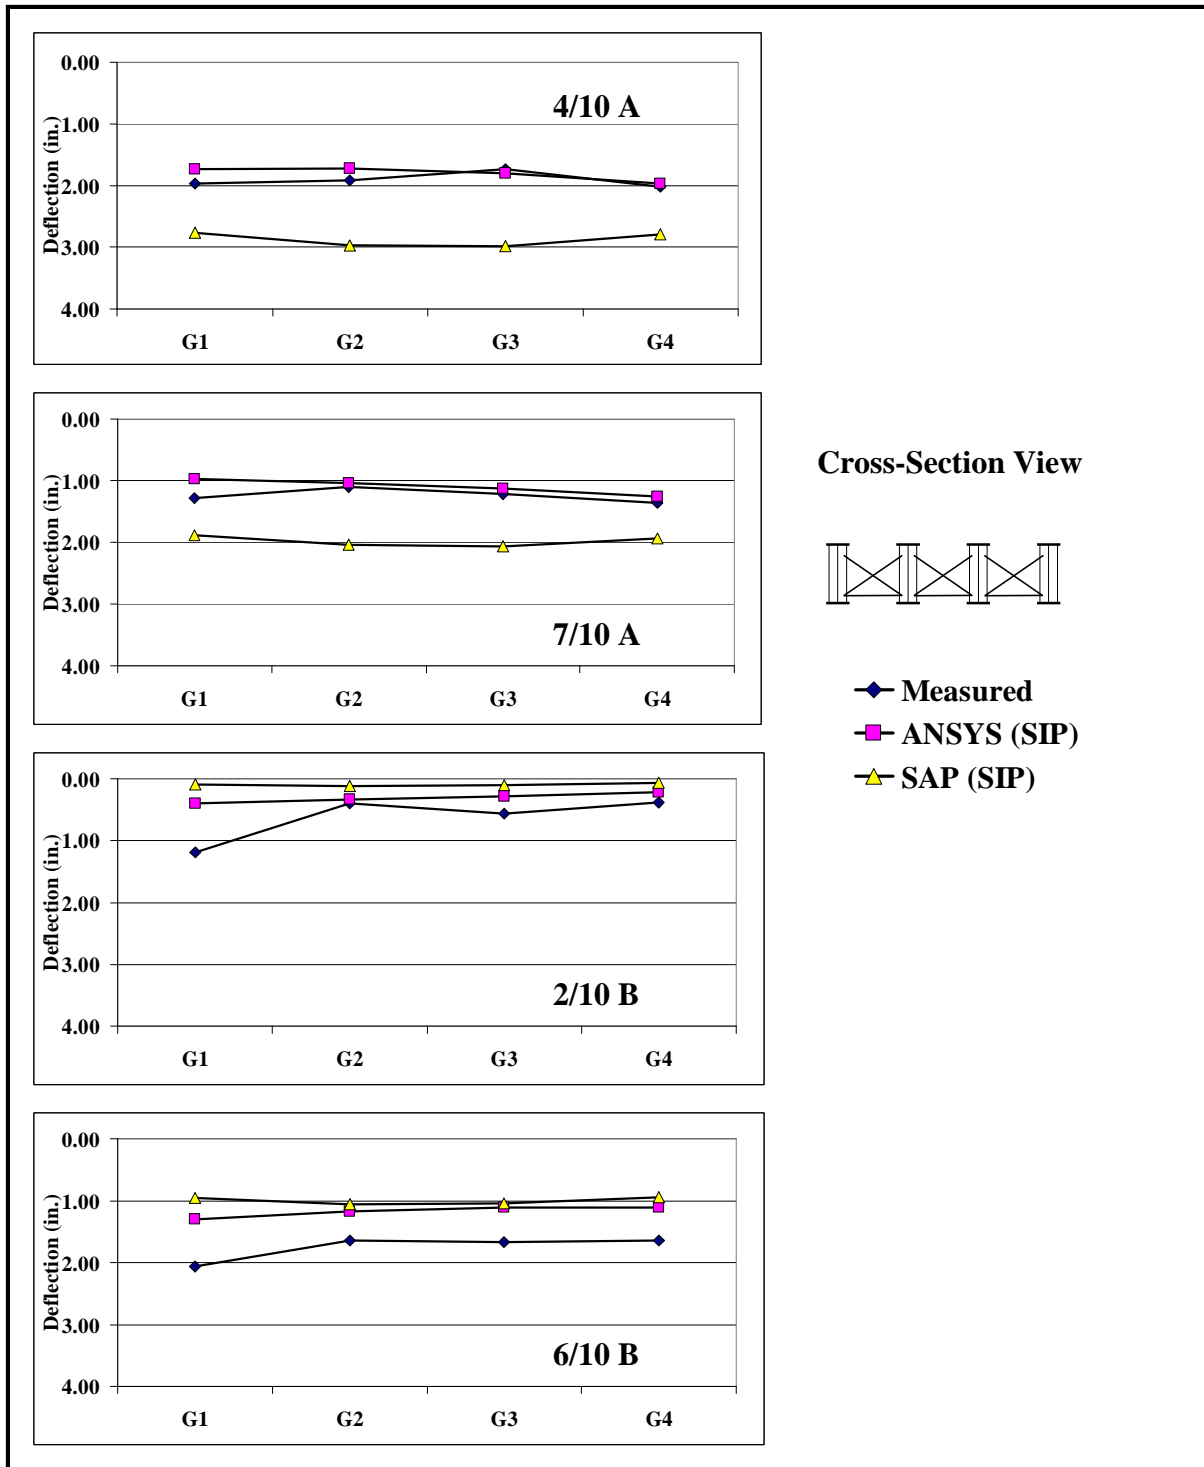 0.00
4/10 A
1.00
2.00
3.00
4.00
Deflection (in.)
G1 G2 G3 G4
0.00
1.00
2.00
3.00
7/10 A
4.00
Deflection (in.)
G1 G2 G3 G4
Cross-Section View
Measured
ANSYS (SIP)
SAP (SIP)
0.00
1.00
2.00
3.00
2/10 B
4.00
Deflection (in.)
G1 G2 G3 G4
0.00
1.00
2.00
3.00
6/10 B
4.00
Deflection (in.)
G1 G2 G3 G4